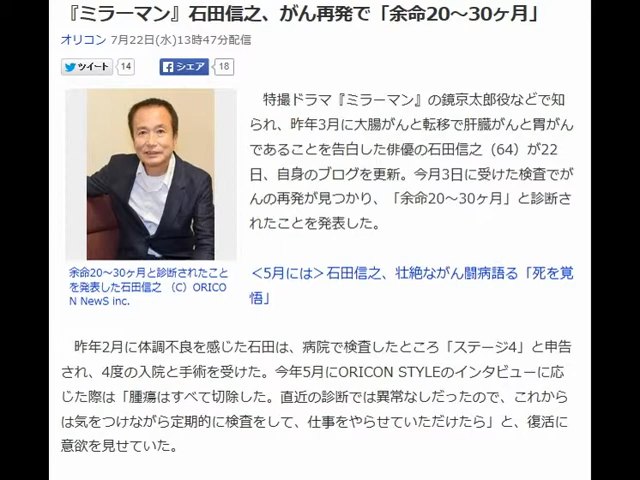 『ミラーマン』石田信之、がん再発で「余命20～30ヶ月」
オリコン 7月22日(水)13時47分配信
ツイート 14 シェア 18
特撮ドラマ『ミラーマン』の鏡京太郎役などで知
られ、昨年3月に大腸がんと転移で肝臓がんと胃がん
であることを告白した俳優の石田信之（64）が22
日、自身のブログを更新。今月3日に受けた検査でが
んの再発が見つかり、「余命20～30ヶ月」と診断さ
れたことを発表した。
余命20～30ヶ月と診断されたこと
を発表した石田信之 （C）ORICO
N NewS inc.
＜5月には＞石田信之、壮絶ながん闘病語る「死を覚
悟」
昨年2月に体調不良を感じた石田は、病院で検査したところ「ステージ4」と申告
され、4度の入院と手術を受けた。今年5月にORICON STYLEのインタビューに応
じた際は「腫瘍はすべて切除した。直近の診断では異常なしだったので、これから
は気をつけながら定期的に検査をして、仕事をやらせていただけたら」と、復活に
意欲を見せていた。